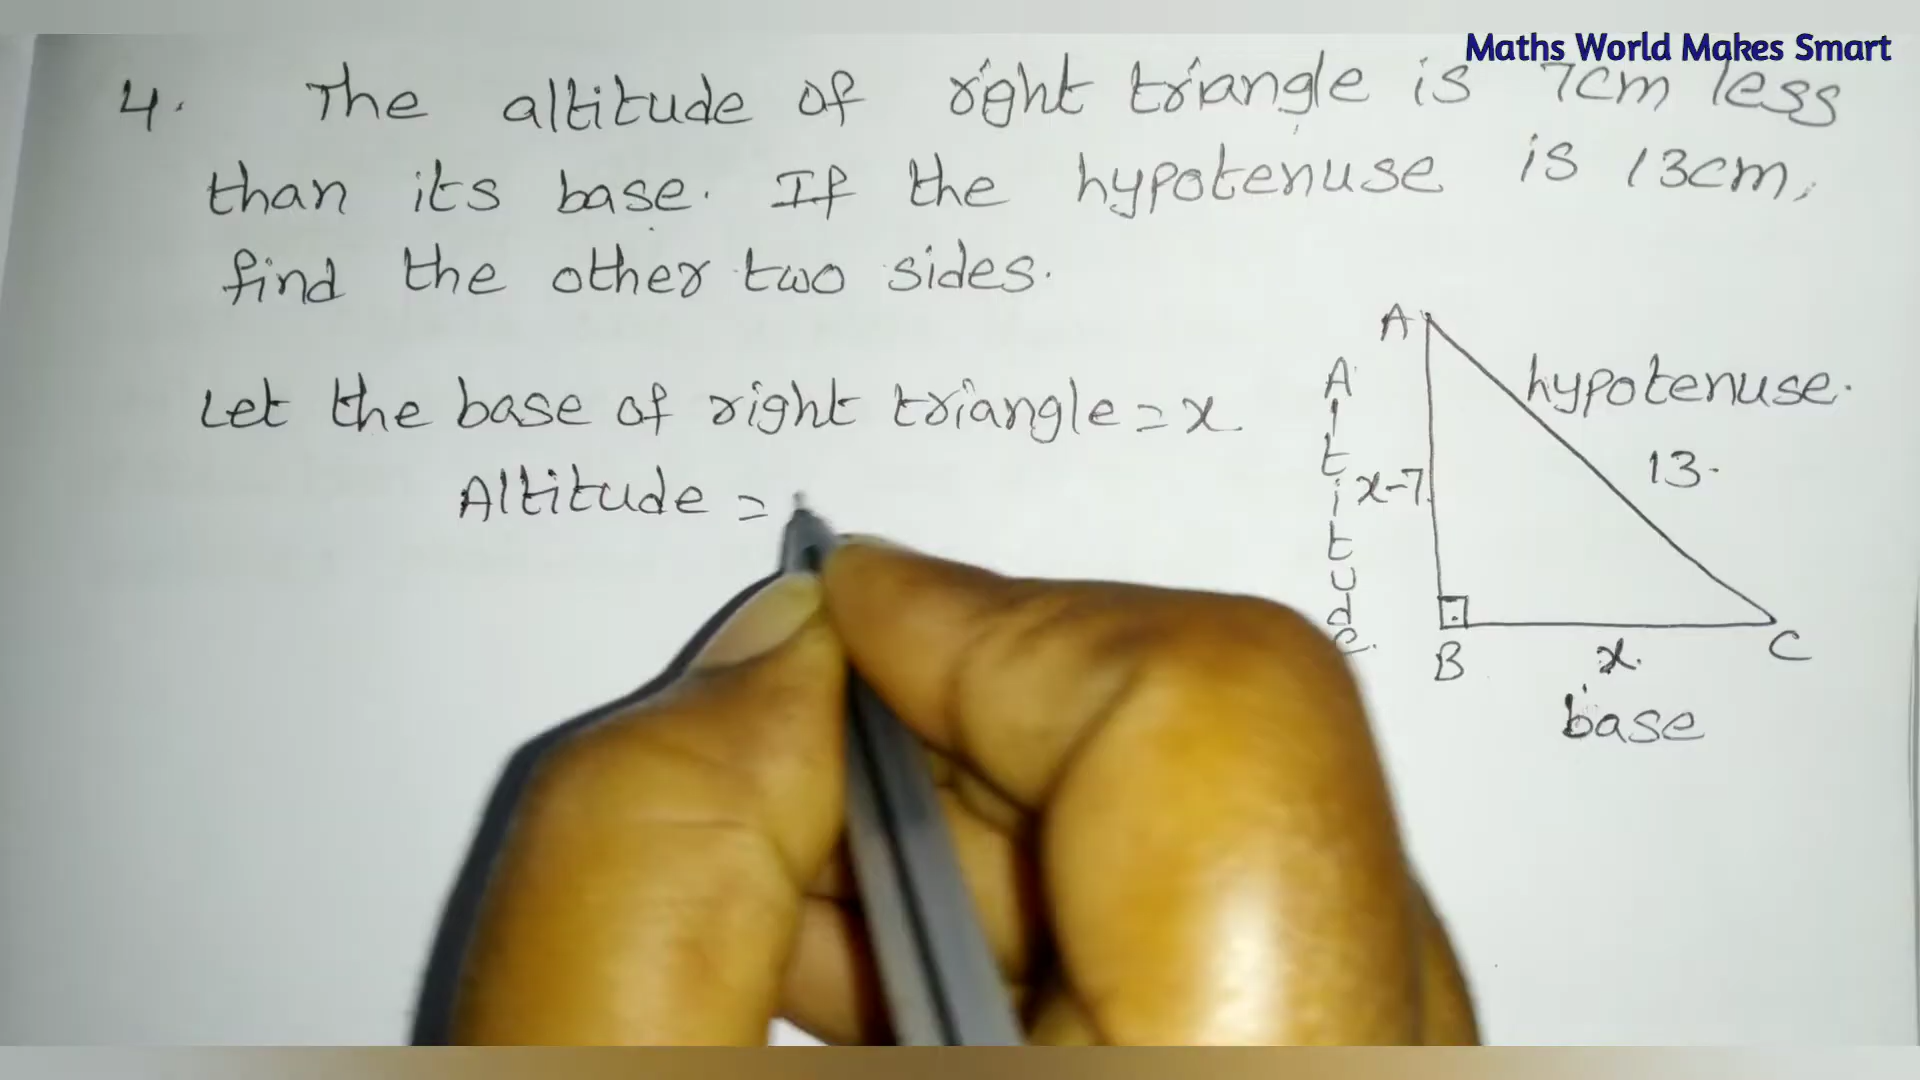 Maths World Makes Smart
4. The altitude of right triangle is 7cm less
than its base. If the hypotenuse is 13cm,
find the other two sides.
Let the base of right triangle = x
Altitude =
A
hypotenuse.
13.
Altitude.
x-7
B
x.
C
base